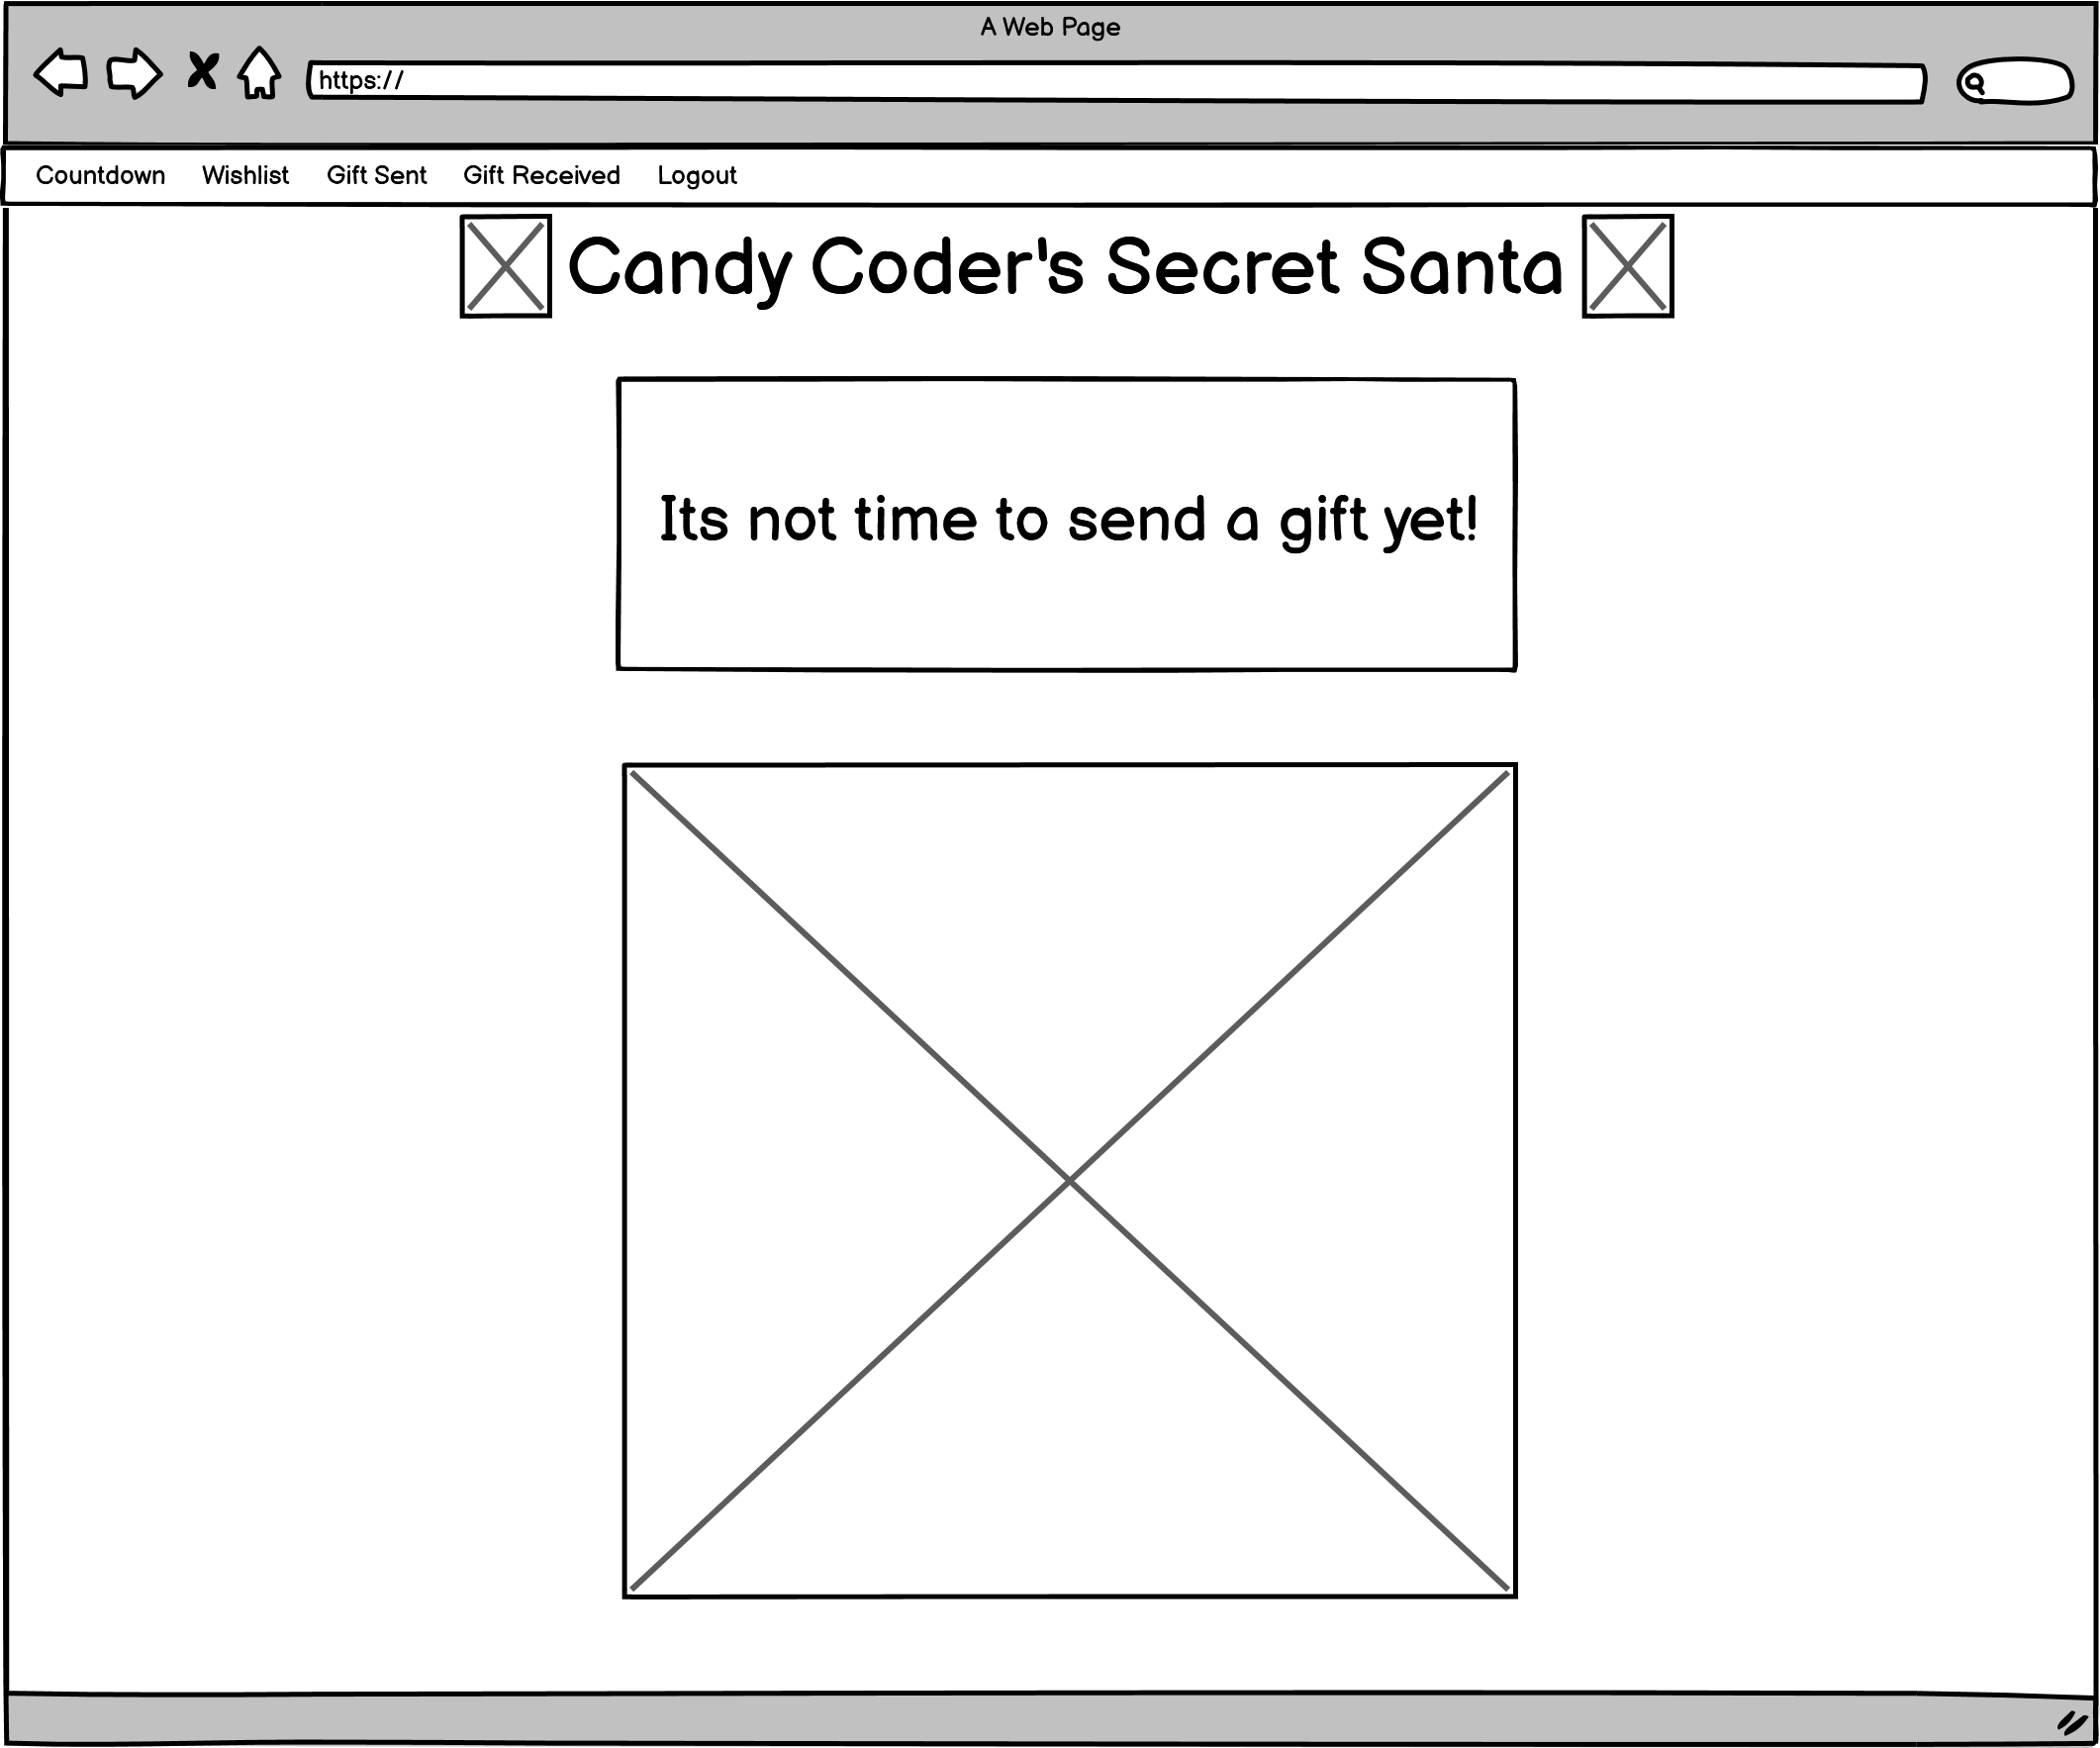 A Web Page
https://
Countdown Wishlist Gift Sent Gift Received Logout
Candy Coder's Secret Santa
Its not time to send a gift yet!